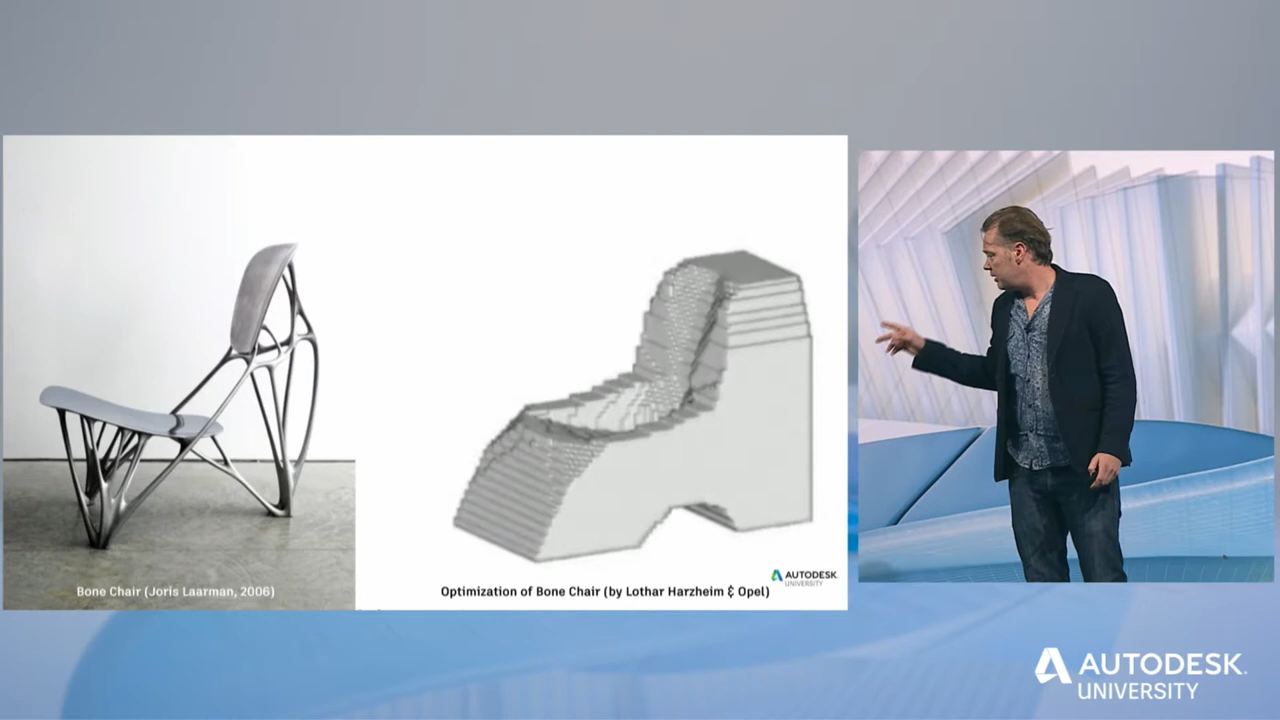 Bone Chair (Joris Laarman, 2006)
Optimization of Bone Chair (by Lothar Harzheim & Opel)
AUTODESK
UNIVERSITY
AUTODESK
UNIVERSITY